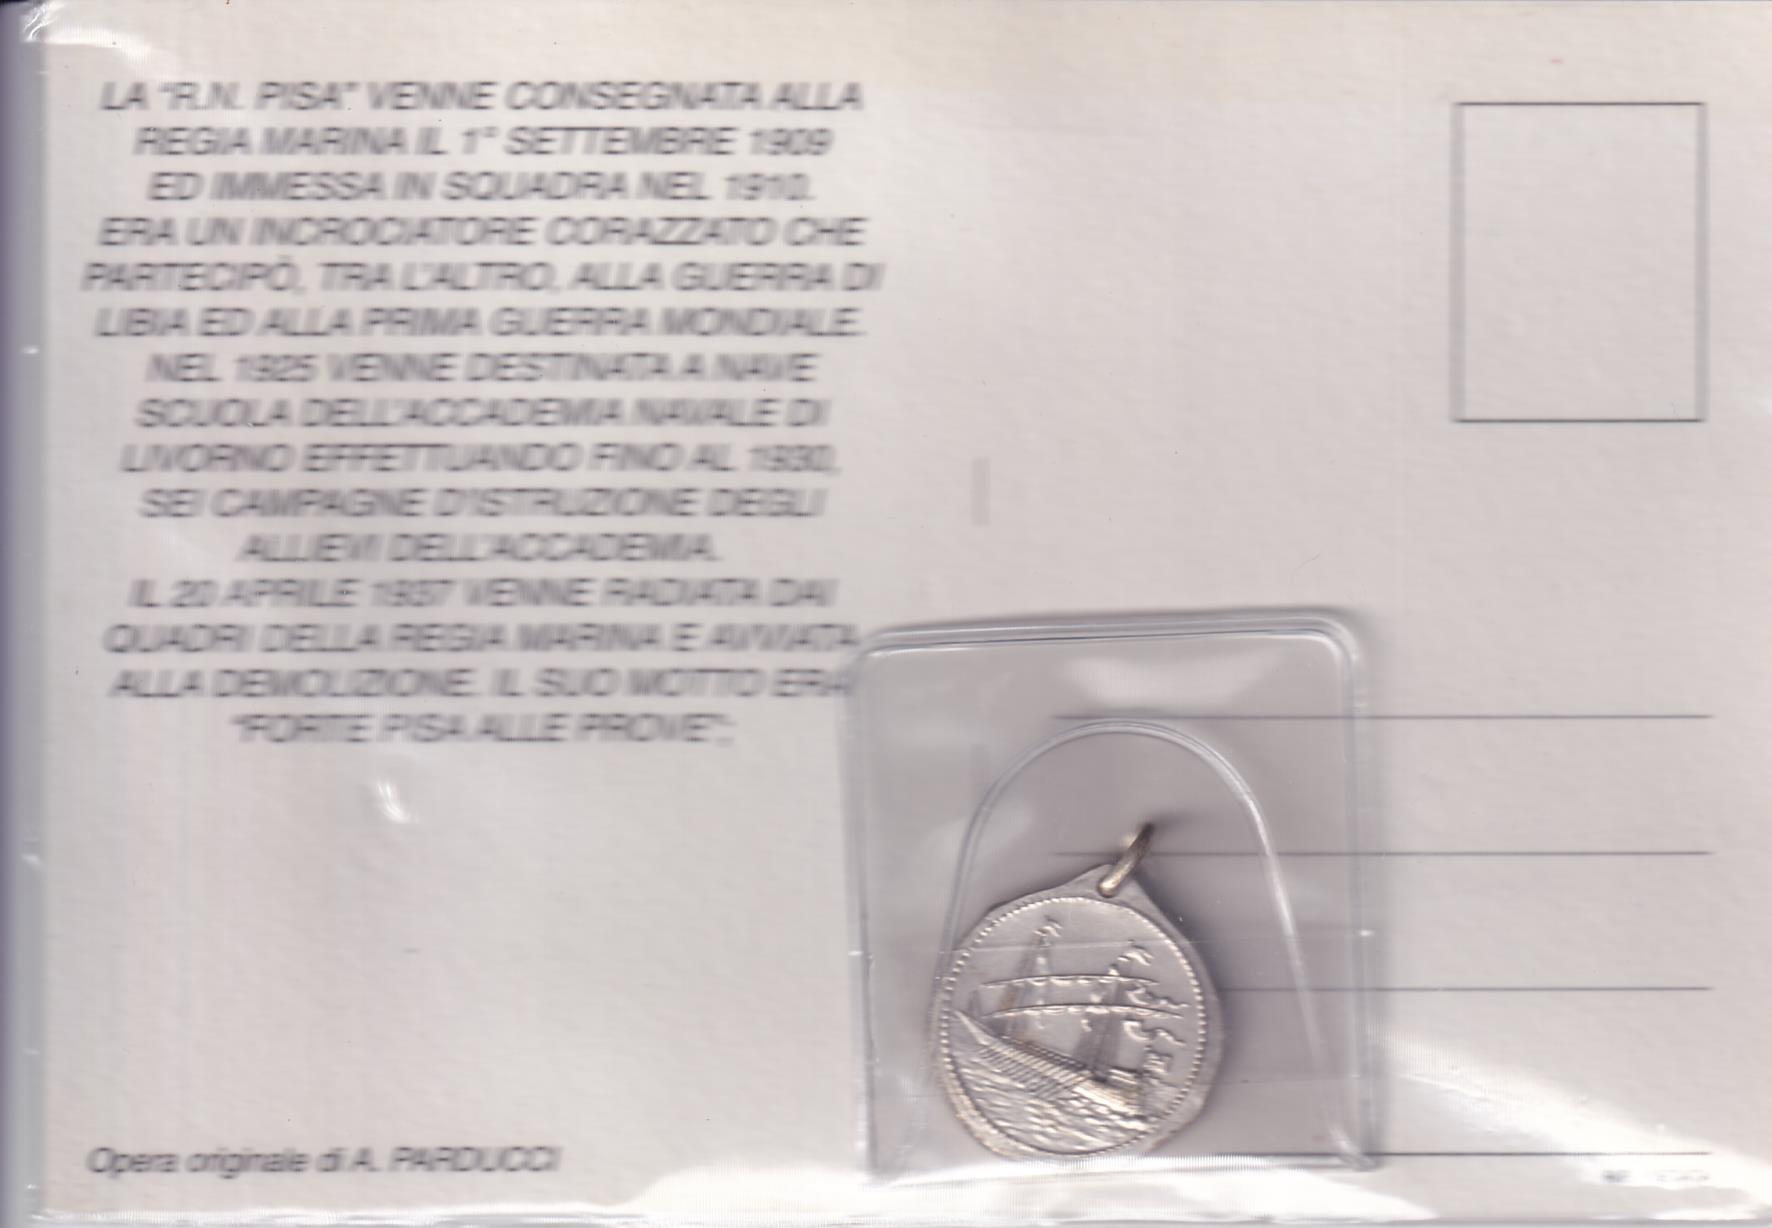 LA "R.N. PISA" VENNE CONSEGNATA ALLA
REGIA MARINA IL 1° SETTEMBRE 1909
ED IMMESSA IN SQUADRA NEL 1910.
ERA UN INCROCIATORE CORAZZATO CHE
PARTECIPÒ, TRA L'ALTRO, ALLA GUERRA DI
LIBIA ED ALLA PRIMA GUERRA MONDIALE.
NEL 1925 VENNE DESTINATA A NAVE
SCUOLA DELL'ACCADEMIA NAVALE DI
LIVORNO EFFETTUANDO FINO AL 1930,
SEI CAMPAGNE D'ISTRUZIONE DEGLI
ALLIEVI DELL'ACCADEMIA.
IL 20 APRILE 1937 VENNE RADIATA DAI
QUADRI DELLA REGIA MARINA E AVVIATA
ALLA DEMOLIZIONE. IL SUO MOTTO ERA
"FORTE PISA ALLE PROVE";
Opera originale di A. PARDUCCI